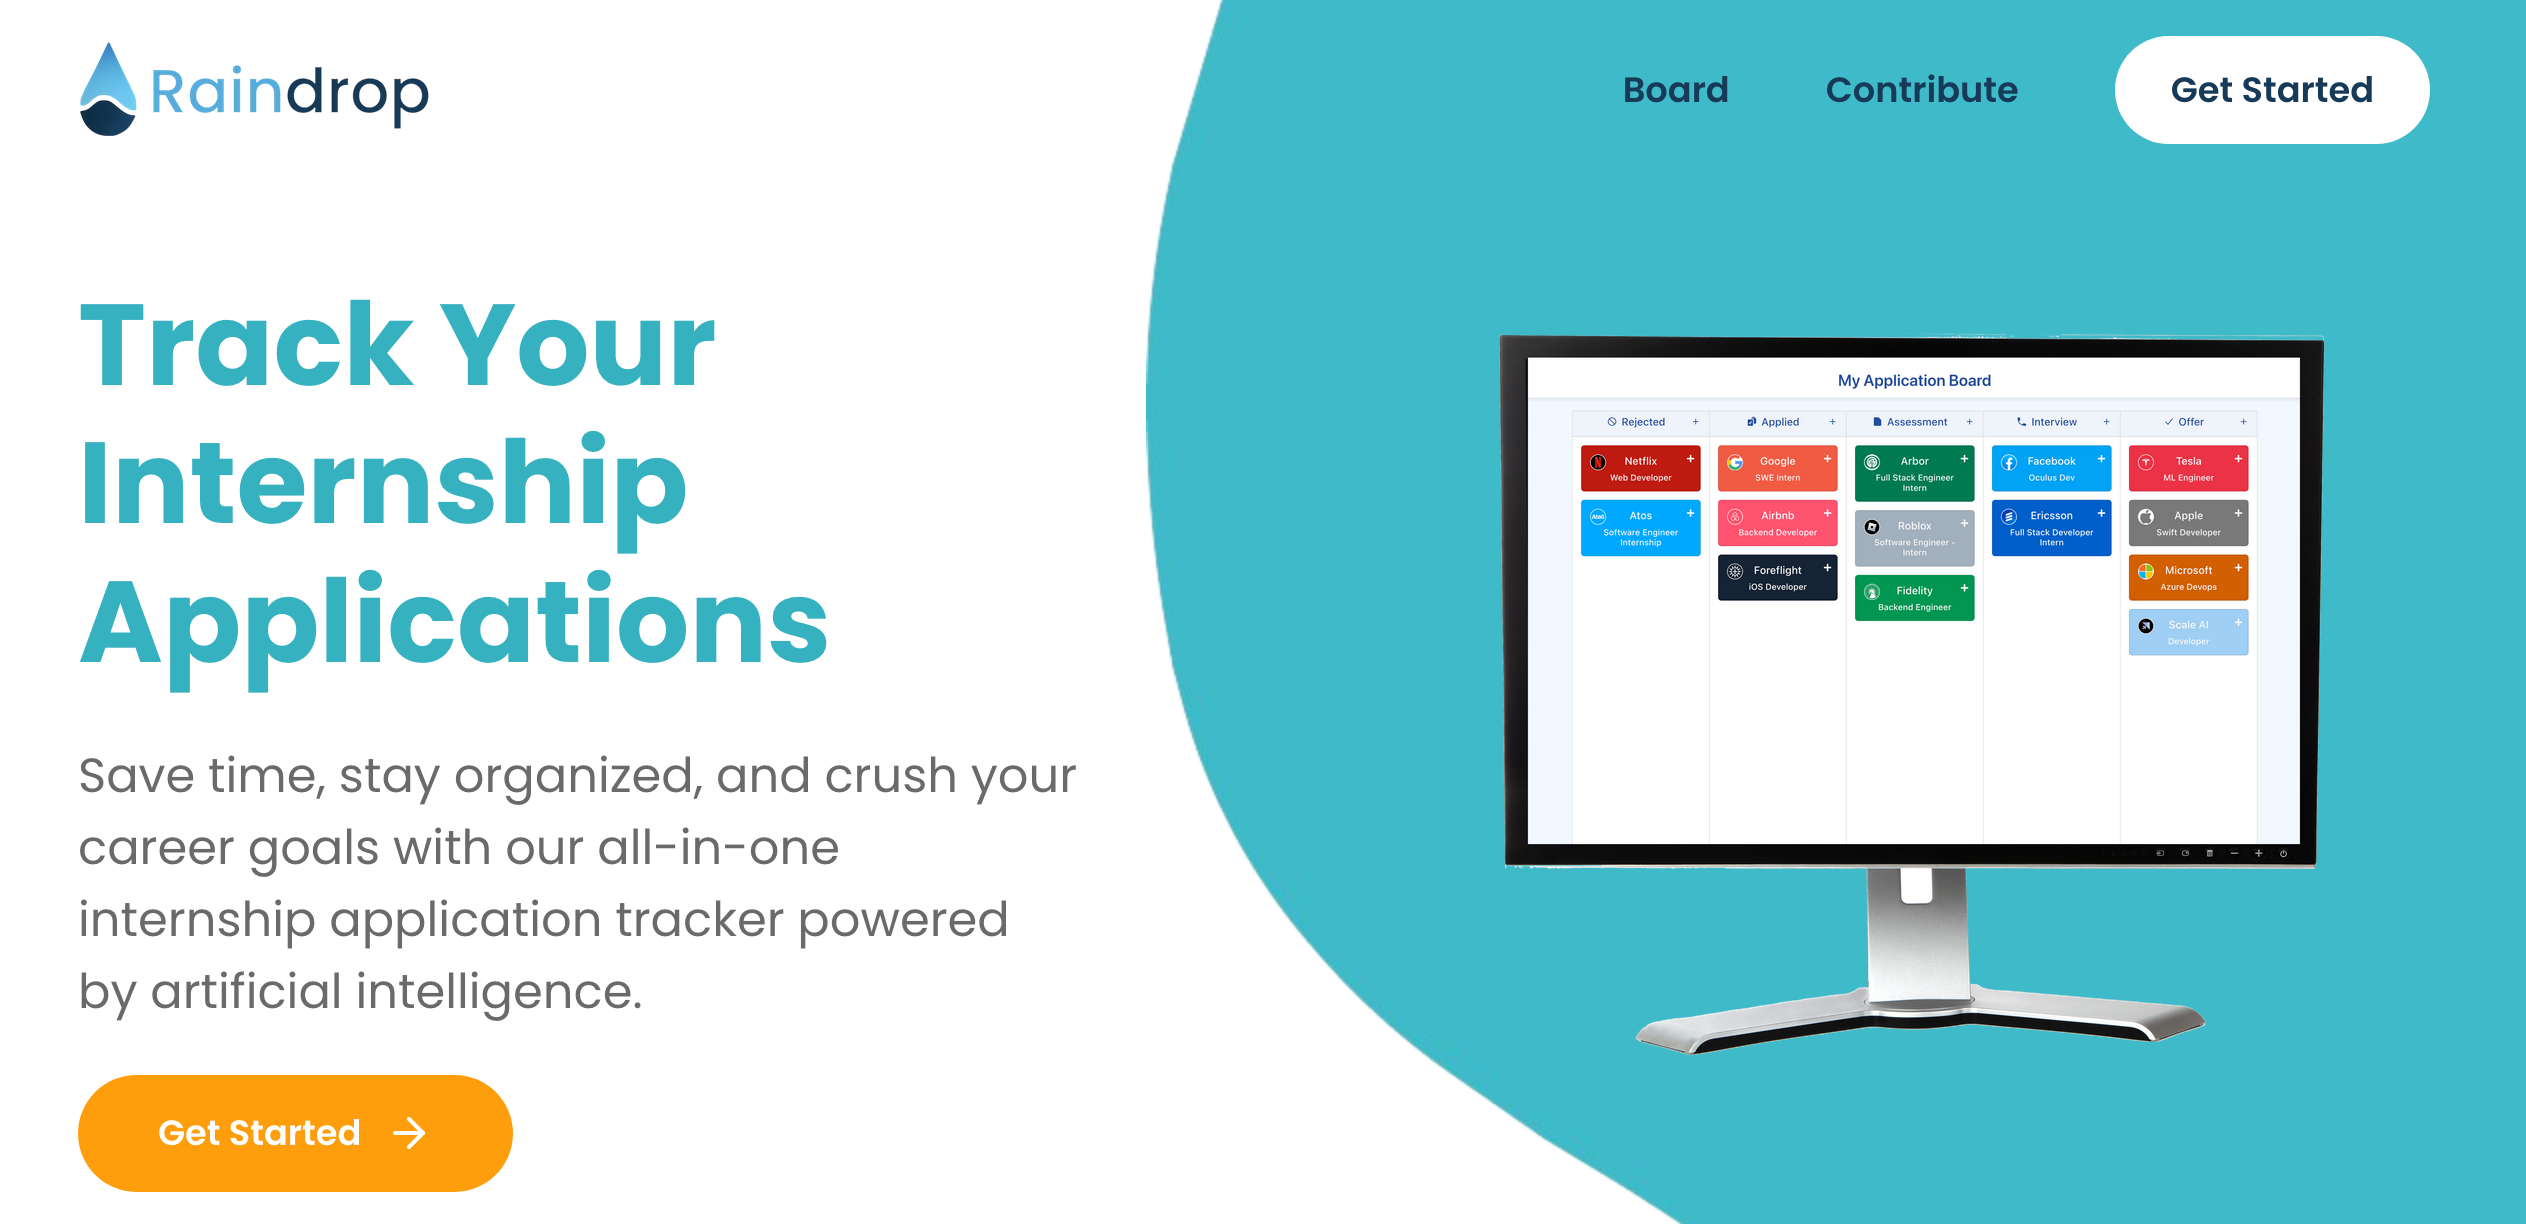 Raindrop
Board
Contribute
Get Started
Track Your
Internship
Applications
Save time, stay organized, and crush your
career goals with our all-in-one
internship application tracker powered
by artificial intelligence.
Get Started
My Application Board
Rejected +
Netflix +
Web Developer
Atos
Atos +
Software Engineer
Internship
Applied +
Google +
SWE Intern
Airbnb +
Backend Developer
Foreflight +
iOS Developer
Assessment +
Arbor +
Full Stack Engineer
Intern
Roblox +
Software Engineer -
Intern
Fidelity +
Backend Engineer
Interview +
Facebook +
Oculus Dev
Ericsson +
Full Stack Developer
Intern
Offer +
Tesla +
ML Engineer
Apple +
Swift Developer
Microsoft +
Azure Devops
Scale AI +
Developer